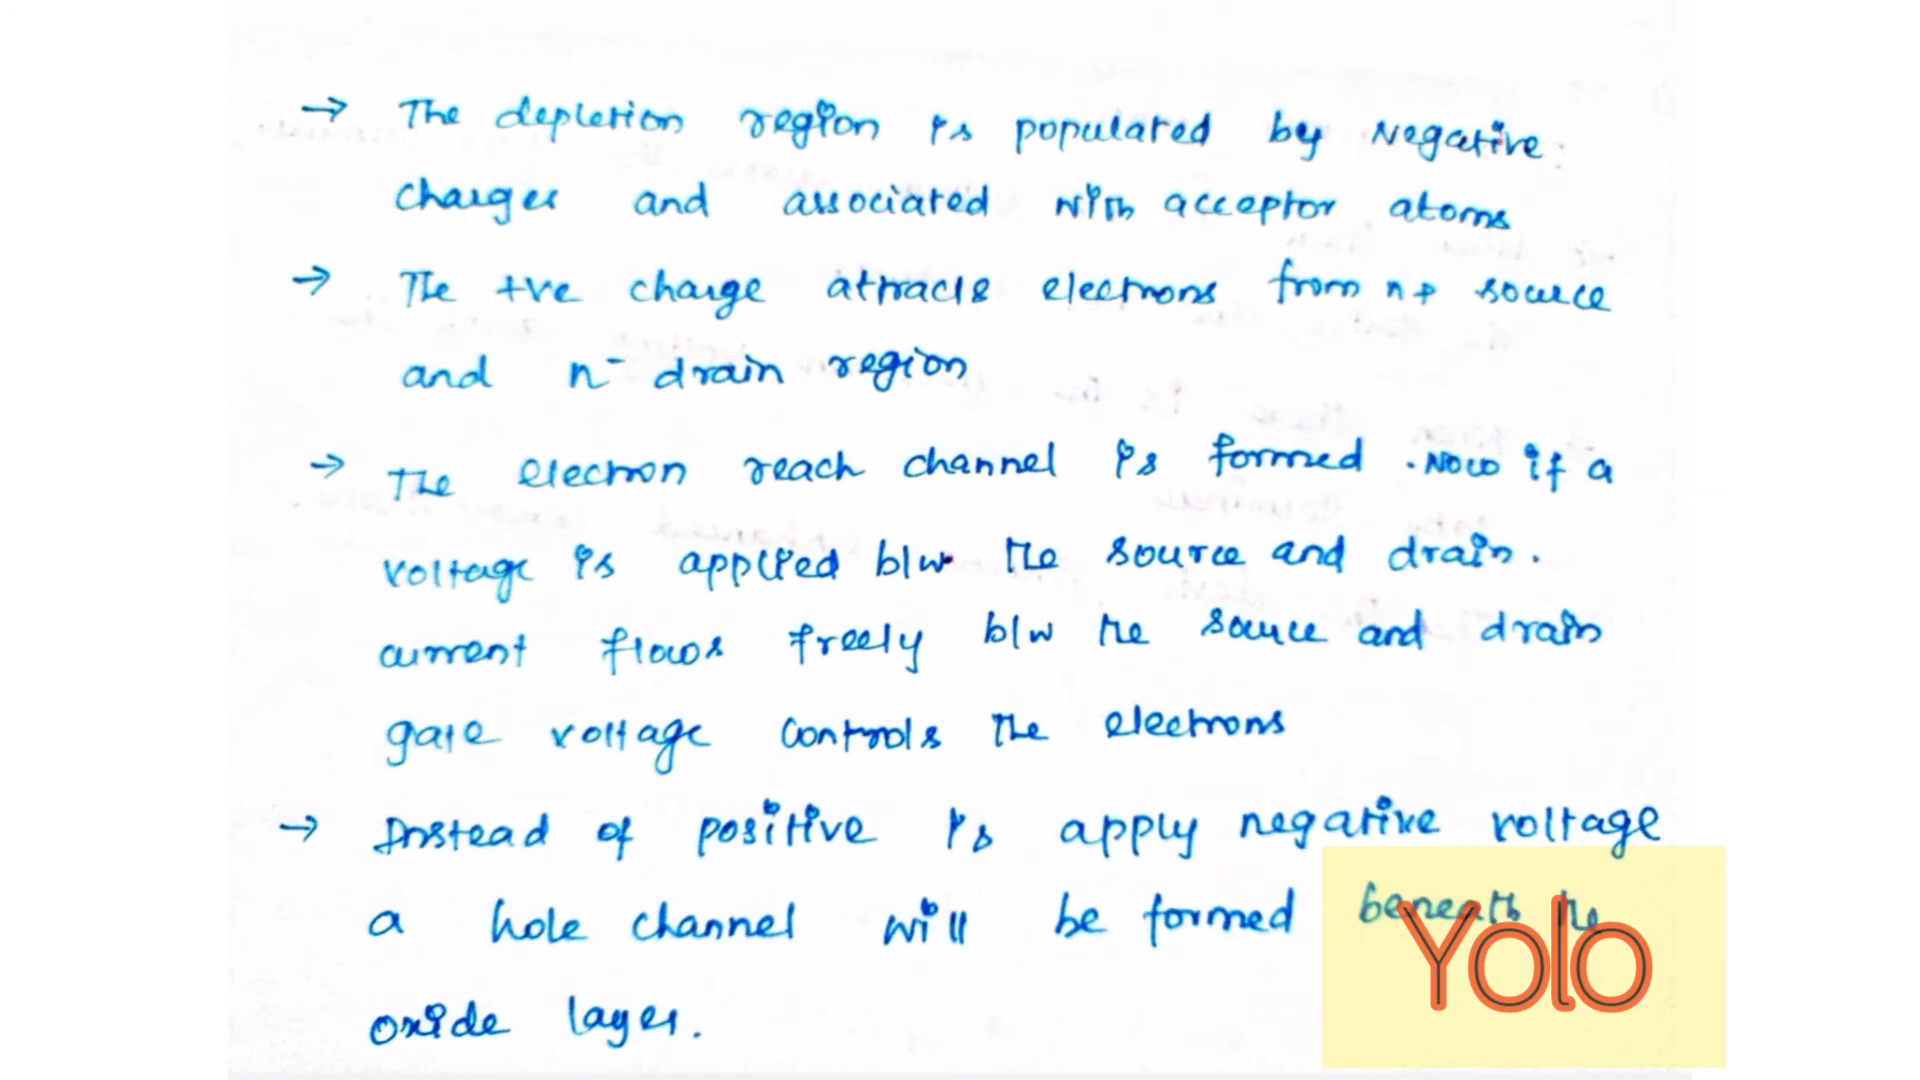 → The depletion region is populated by Negative
charges and associated with acceptor atoms
→ The +ve charge attracts electrons from n+ source
and n⁻ drain region
→ The electron reach channel is formed . Now if a
voltage is applied b/w the source and drain.
current flows freely b/w the source and drain
gate voltage controls the electrons
→ Instead of positive is apply negative voltage
a hole channel will be formed beneath the
oxide layer.
Yolo